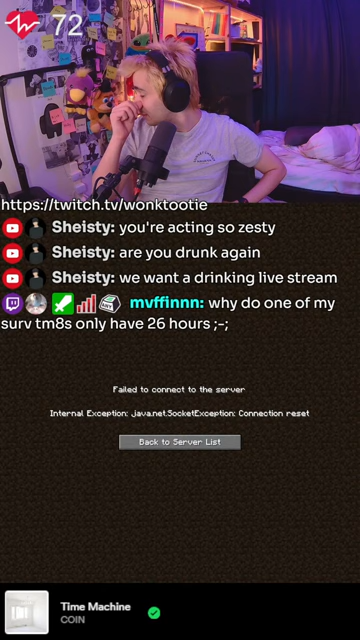 72
https://twitch.tv/wonktootie
Sheisty: you're acting so zesty
Sheisty: are you drunk again
Sheisty: we want a drinking live stream
mvffinnn: why do one of my
surv tm8s only have 26 hours ;-;
Failed to connect to the server
Internal Exception: java.net.SocketException: Connection reset
Back to Server List
Time Machine
COIN